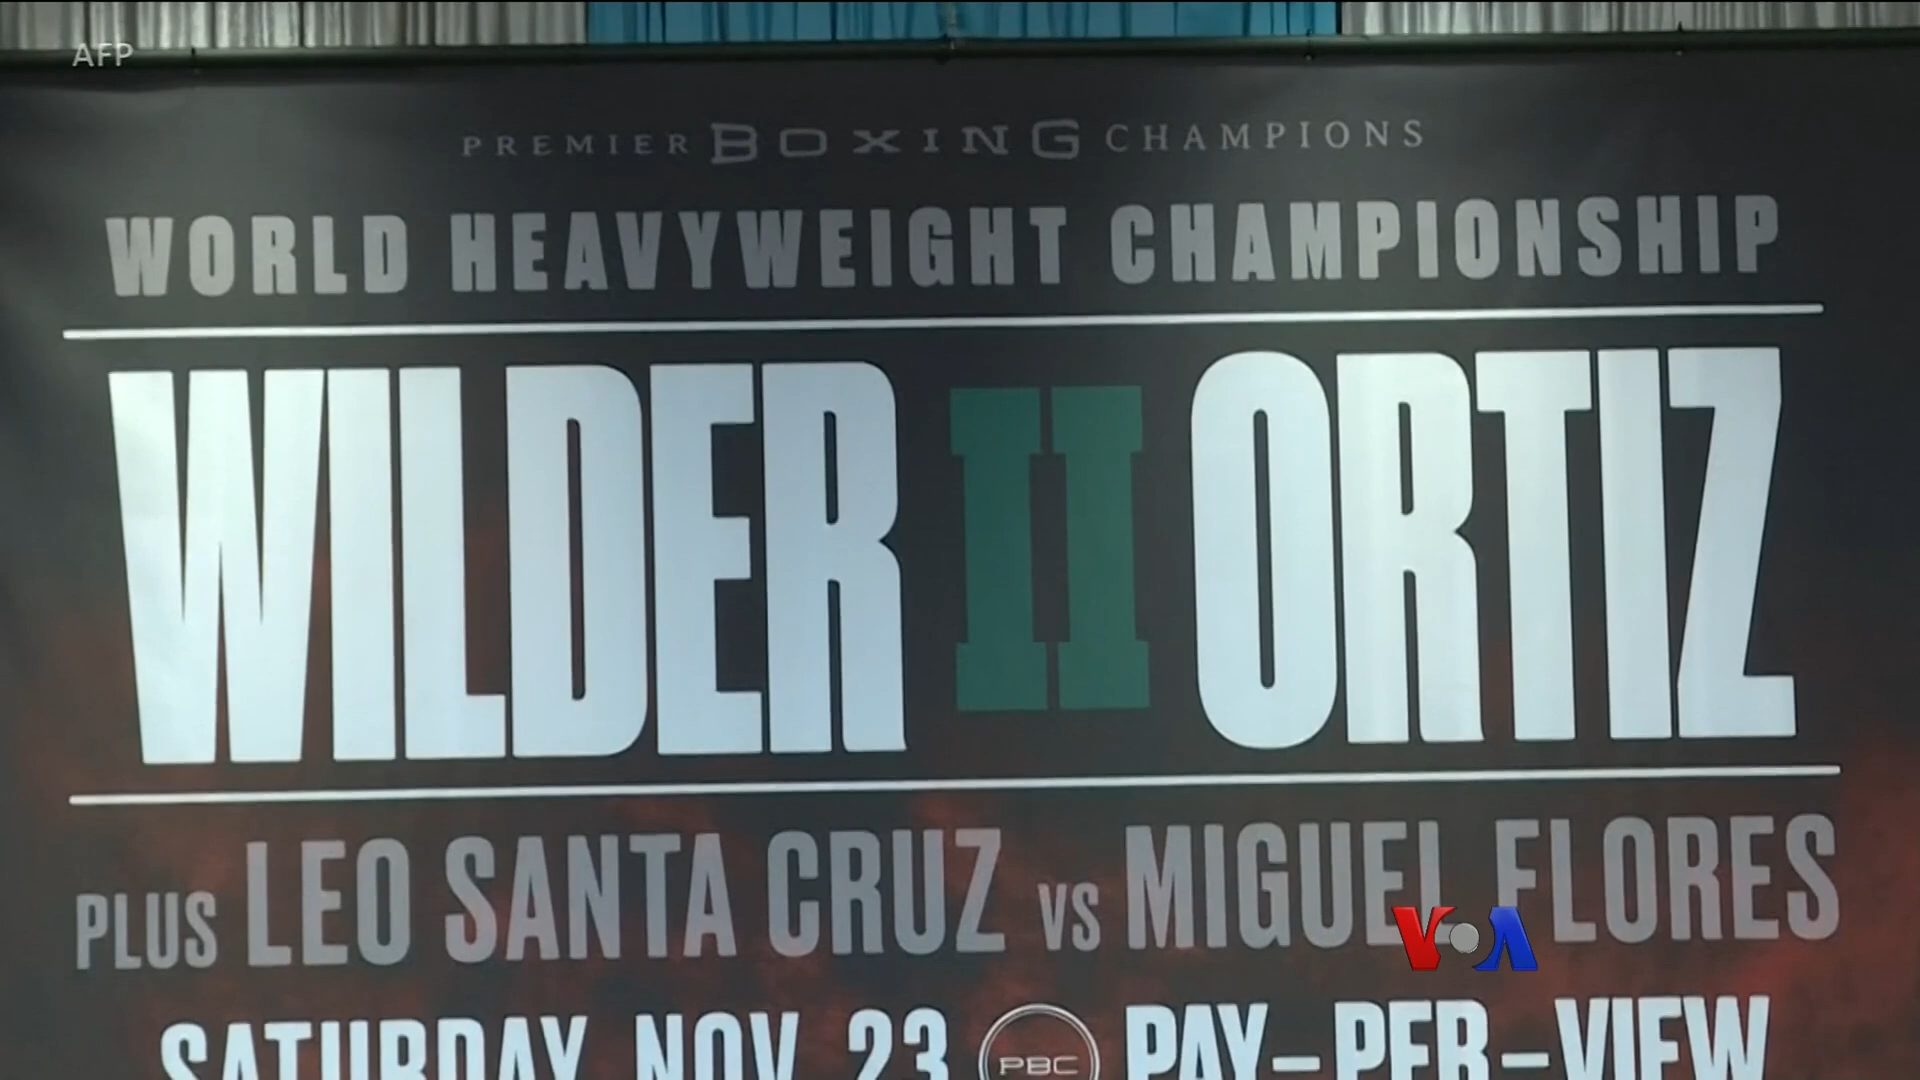 AFP
PREMIER BOXING CHAMPIONS
WORLD HEAVYWEIGHT CHAMPIONSHIP
WILDER II ORTIZ
PLUS LEO SANTA CRUZ VS MIGUEL FLORES
VOA
SATURDAY NOV 23 PBC PAY-PER-VIEW